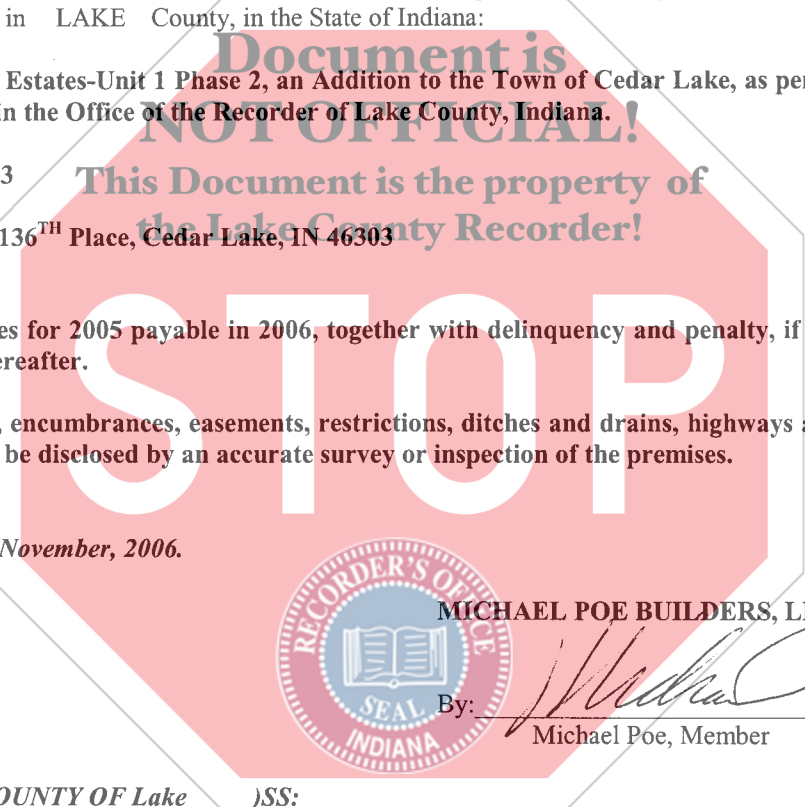 in LAKE County, in the State of Indiana:
Document is
Estates-Unit 1 Phase 2, an Addition to the Town of Cedar Lake, as per
in the Office of the Recorder of Lake County, Indiana.
NOT OFFICIAL!
3
This Document is the property of
136TH Place, Cedar Lake, IN 46303
the Lake County Recorder!
es for 2005 payable in 2006, together with delinquency and penalty, if
ereafter.
STOP
, encumbrances, easements, restrictions, ditches and drains, highways a
be disclosed by an accurate survey or inspection of the premises.
November, 2006.
RECORDER'S OFFICE
SEAL
INDIANA
MICHAEL POE BUILDERS, LL
By:
Michael Poe, Member
OUNTY OF Lake )SS: